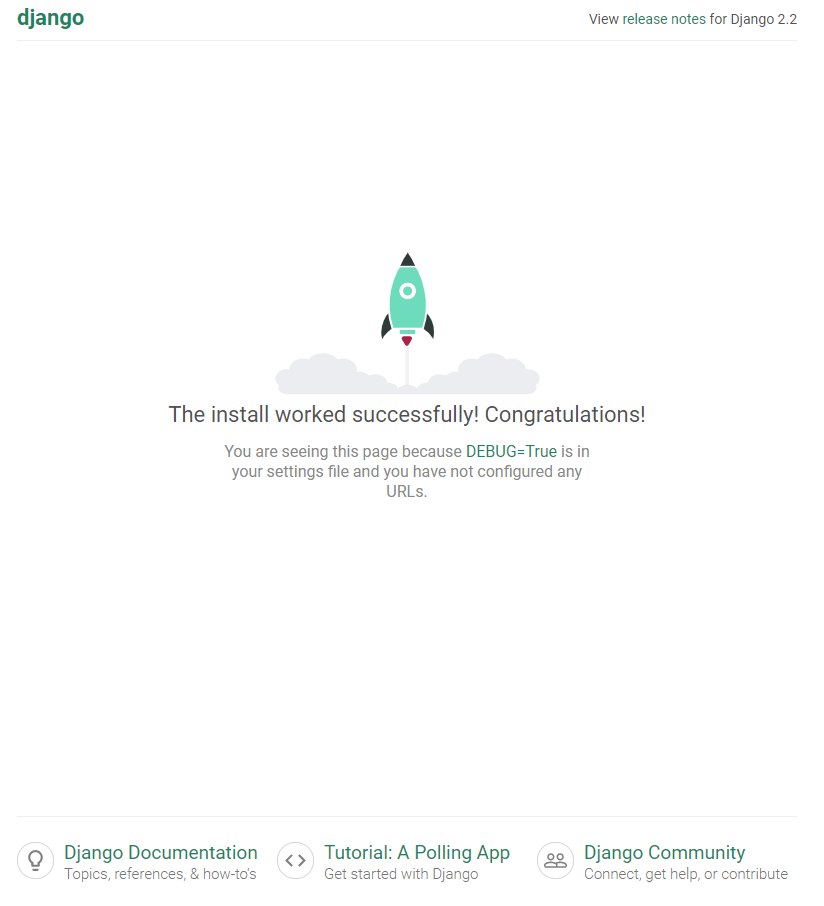 django
View release notes for Django 2.2
The install worked successfully! Congratulations!
You are seeing this page because DEBUG=True is in
your settings file and you have not configured any
URLs.
Django Documentation
Topics, references, & how-to's
Tutorial: A Polling App
Get started with Django
Django Community
Connect, get help, or contribute